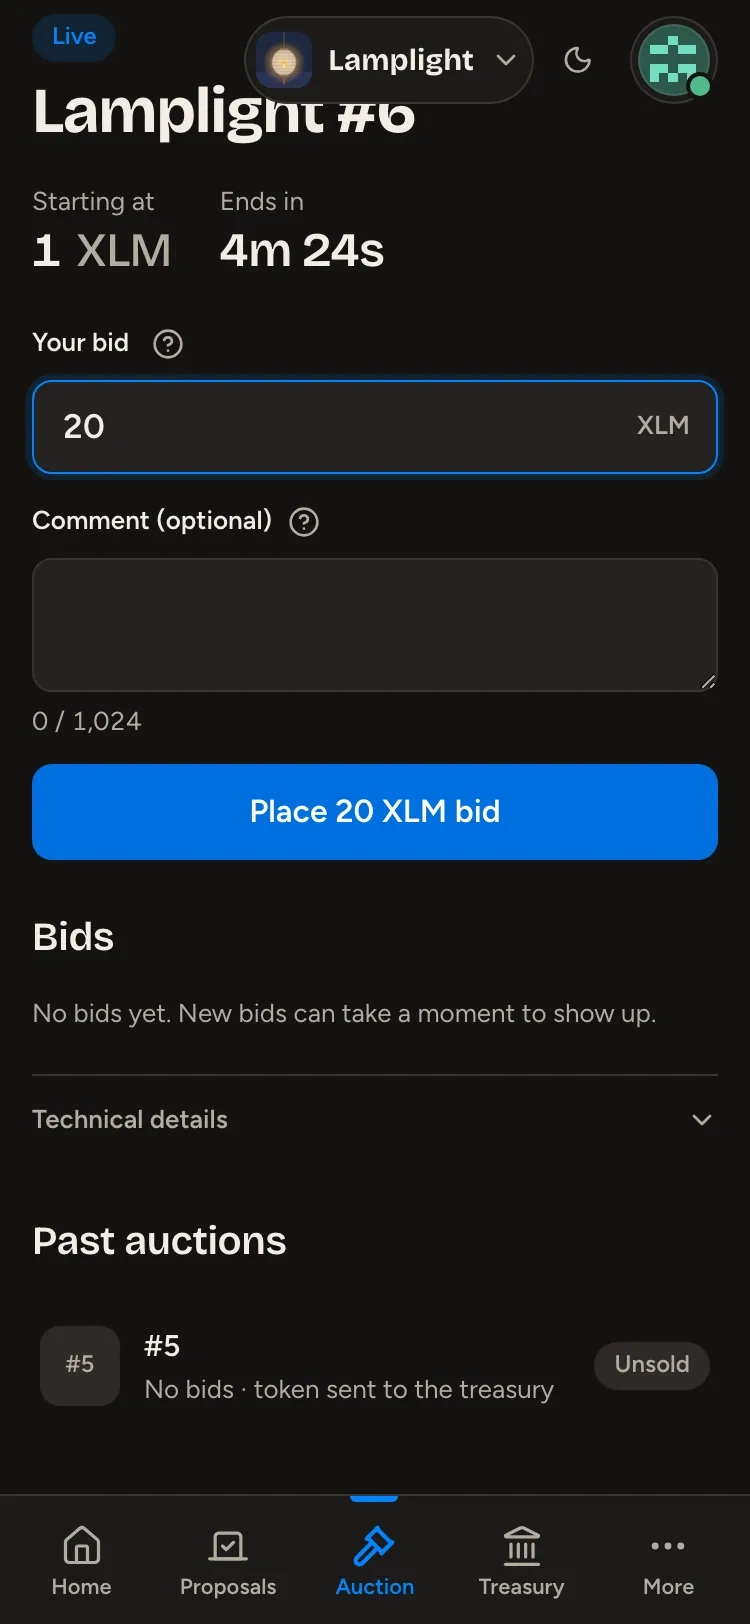 Live
Lamplight
Lamplight #6
Starting at
Ends in
1 XLM
4m 24s
Your bid
20
XLM
Comment (optional)
0 / 1,024
Place 20 XLM bid
Bids
No bids yet. New bids can take a moment to show up.
Technical details
Past auctions
#5
#5
No bids · token sent to the treasury
Unsold
Home
Proposals
Auction
Treasury
More